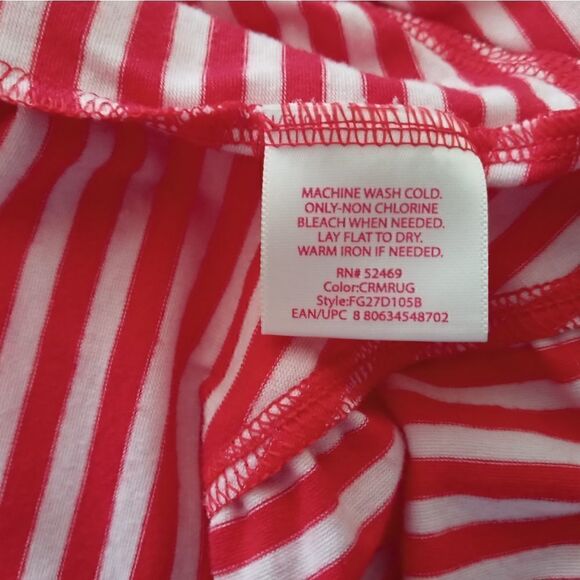 MACHINE WASH COLD.
ONLY-NON CHLORINE
BLEACH WHEN NEEDED.
LAY FLAT TO DRY.
WARM IRON IF NEEDED.
RN# 52469
Color:CRMRUG
Style:FG27D105B
EAN/UPC 8 80634548702